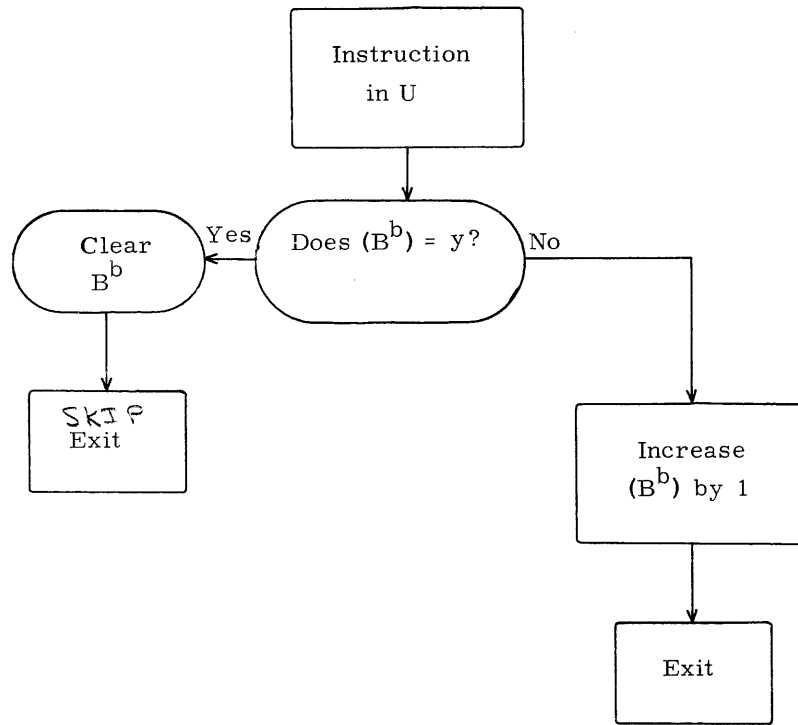 Instruction
in U
Does (B^b) = y?
Yes
No
Clear
B^b
SKIP
Exit
Increase
(B^b) by 1
Exit